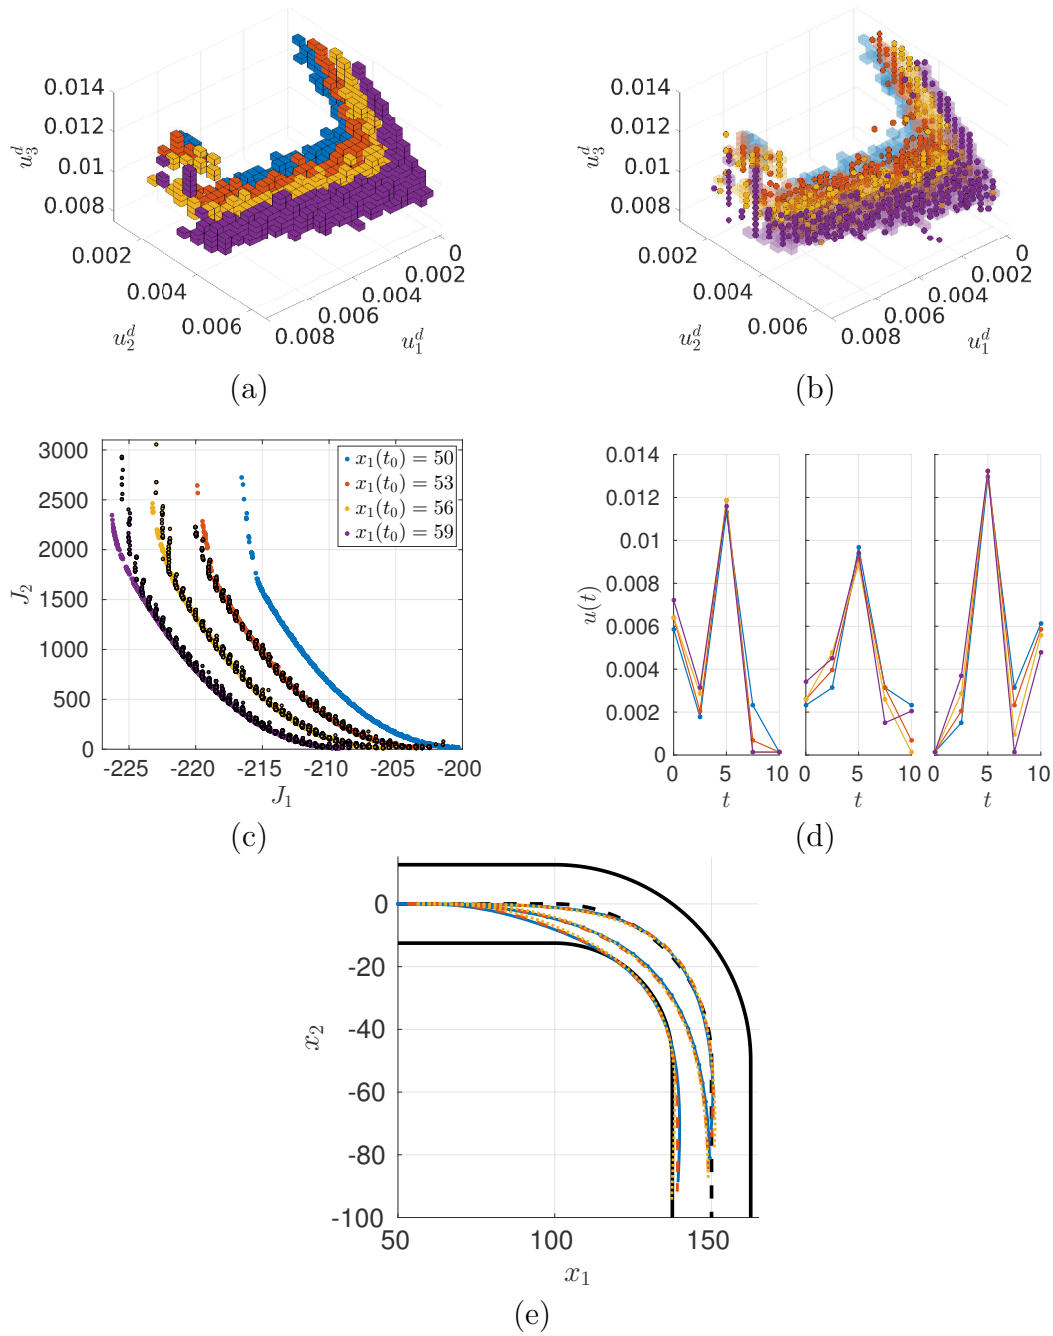 0.014
0.012
0.01
0.008
u_3^d
0.002
0.004
0.006
u_2^d
0
0.002
0.004
0.006
0.008
u_1^d
(a)
0.014
0.012
0.01
0.008
u_3^d
0.002
0.004
0.006
u_2^d
0
0.002
0.004
0.006
0.008
u_1^d
(b)
3000
2500
2000
1500
1000
500
0
J_2
x_1(t_0) = 50
x_1(t_0) = 53
x_1(t_0) = 56
x_1(t_0) = 59
-225 -220 -215 -210 -205 -200
J_1
(c)
0.014
0.012
0.01
0.008
0.006
0.004
0.002
0
u(t)
0 5 10 0 5 10 0 5 10
t t t
(d)
0
-20
-40
-60
-80
-100
x_2
50 100 150
x_1
(e)